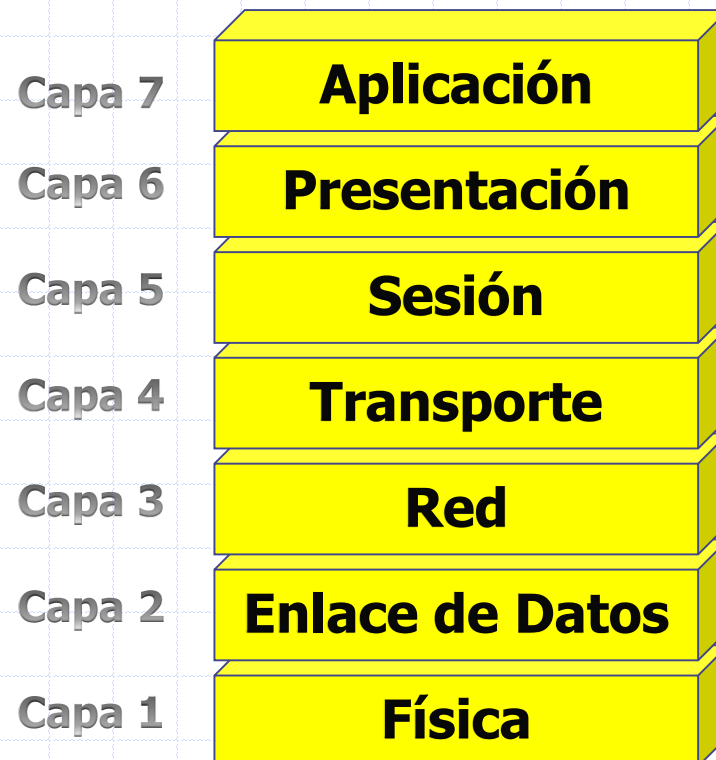 Capa 7 Aplicación
Capa 6 Presentación
Capa 5 Sesión
Capa 4 Transporte
Capa 3 Red
Capa 2 Enlace de Datos
Capa 1 Física